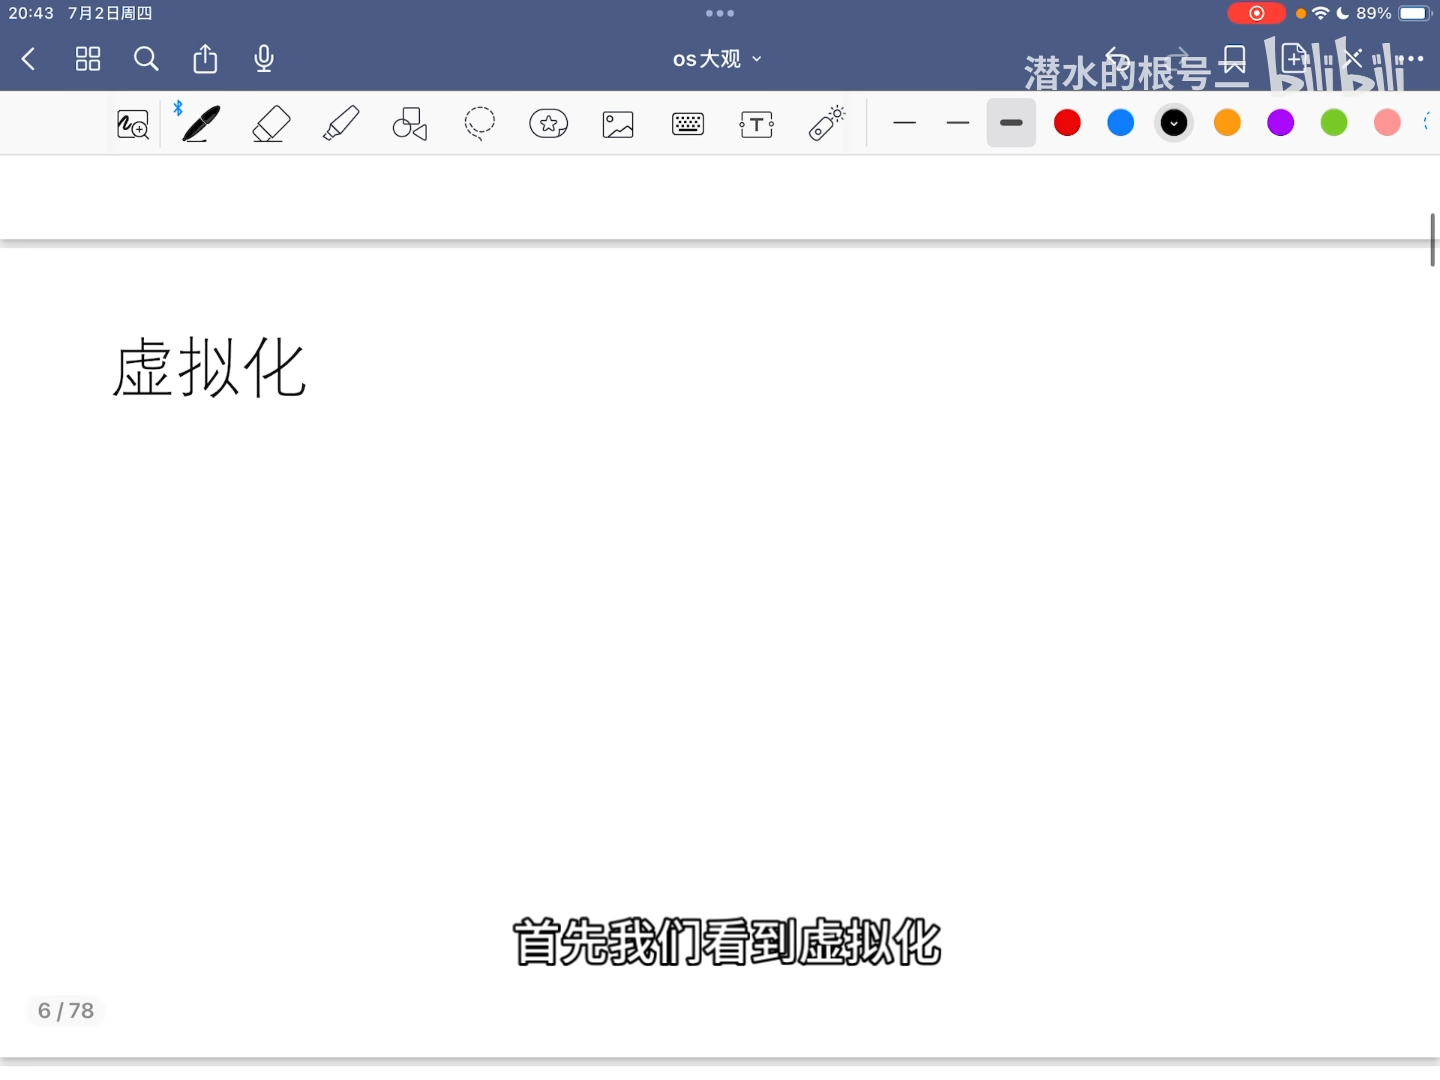 20:43 7月2日周四
89%
os大观
潜水的根号二 bilibili
虚拟化
首先我们看到虚拟化
6 / 78